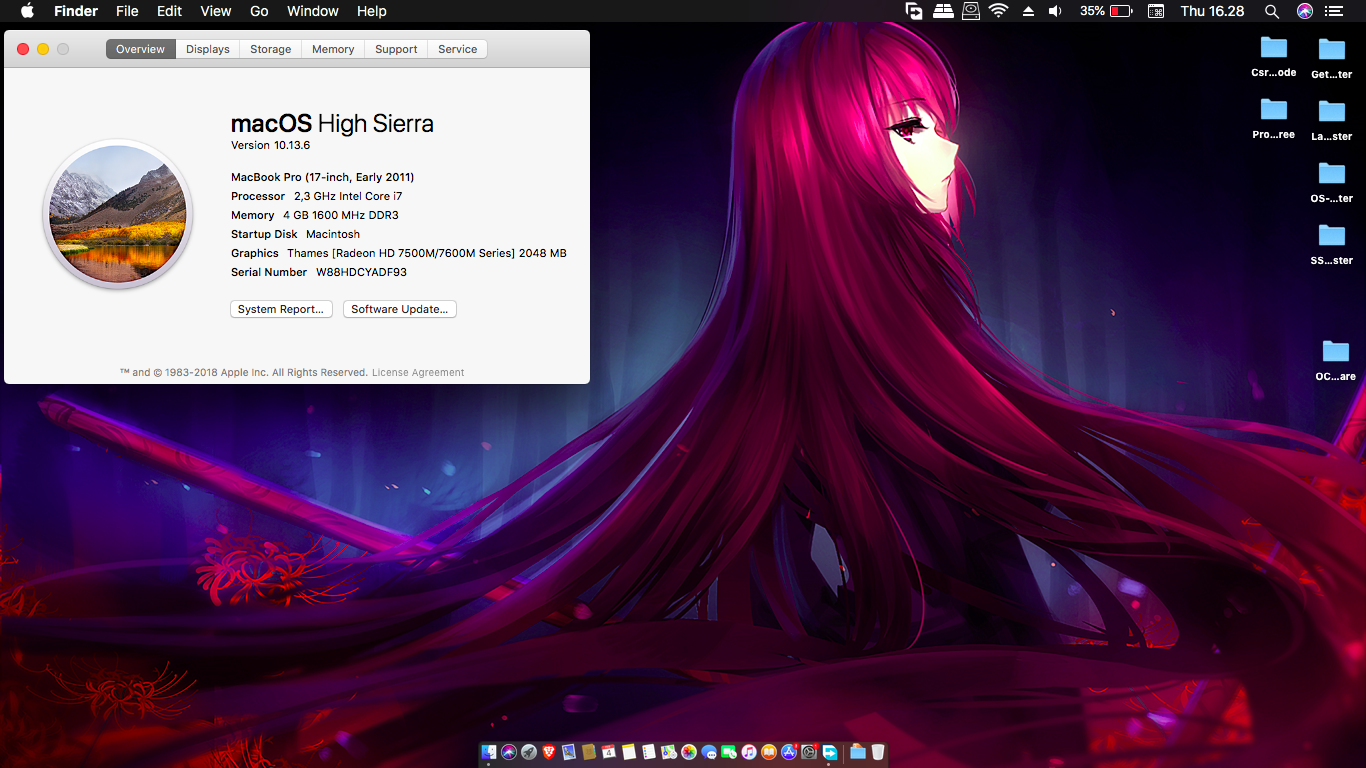 Finder File Edit View Go Window Help 35% Thu 16.28
Overview Displays Storage Memory Support Service
macOS High Sierra
Version 10.13.6
MacBook Pro (17-inch, Early 2011)
Processor 2,3 GHz Intel Core i7
Memory 4 GB 1600 MHz DDR3
Startup Disk Macintosh
Graphics Thames [Radeon HD 7500M/7600M Series] 2048 MB
Serial Number W88HDCYADF93
System Report... Software Update...
™ and © 1983-2018 Apple Inc. All Rights Reserved. License Agreement
Csr...ode Get...ter
Pro...ree La...ster
OS-...ter
SS...ster
OC...are
4